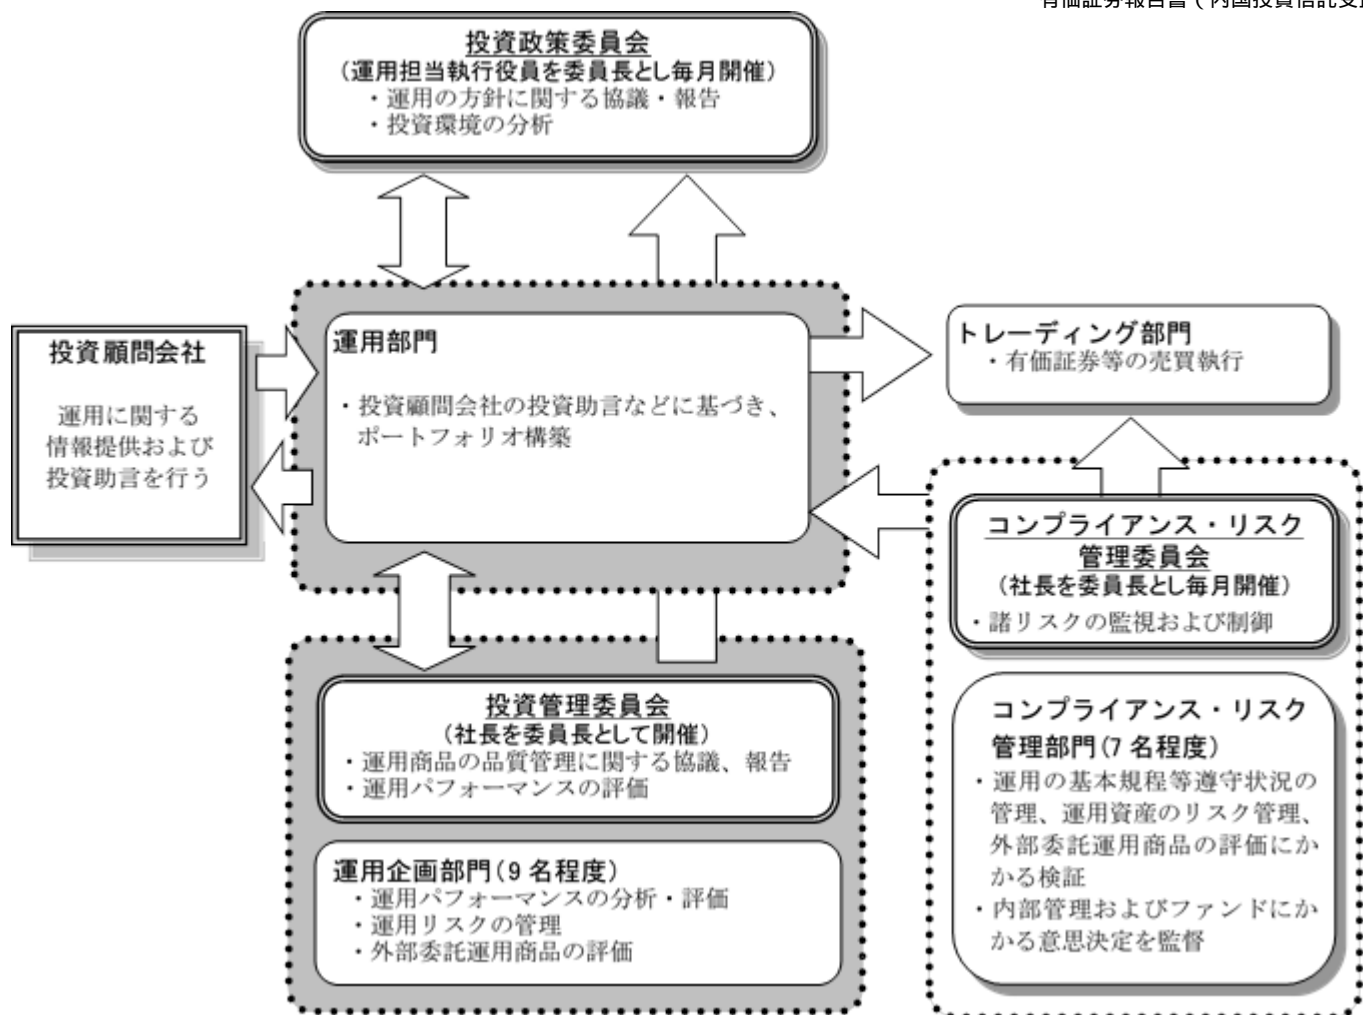 有価証券報告書（内国投資信託受
投資政策委員会
（運用担当執行役員を委員長とし毎月開催）
・運用の方針に関する協議・報告
・投資環境の分析
投資顧問会社
運用に関する
情報提供および
投資助言を行う
運用部門
・投資顧問会社の投資助言などに基づき、
ポートフォリオ構築
トレーディング部門
・有価証券等の売買執行
コンプライアンス・リスク
管理委員会
（社長を委員長とし毎月開催）
・諸リスクの監視および制御
投資管理委員会
（社長を委員長として開催）
・運用商品の品質管理に関する協議、報告
・運用パフォーマンスの評価
運用企画部門（9名程度）
・運用パフォーマンスの分析・評価
・運用リスクの管理
・外部委託運用商品の評価
コンプライアンス・リスク
管理部門（7名程度）
・運用の基本規程等遵守状況の
管理、運用資産のリスク管理、
外部委託運用商品の評価にか
かる検証
・内部管理およびファンドにか
かる意思決定を監督